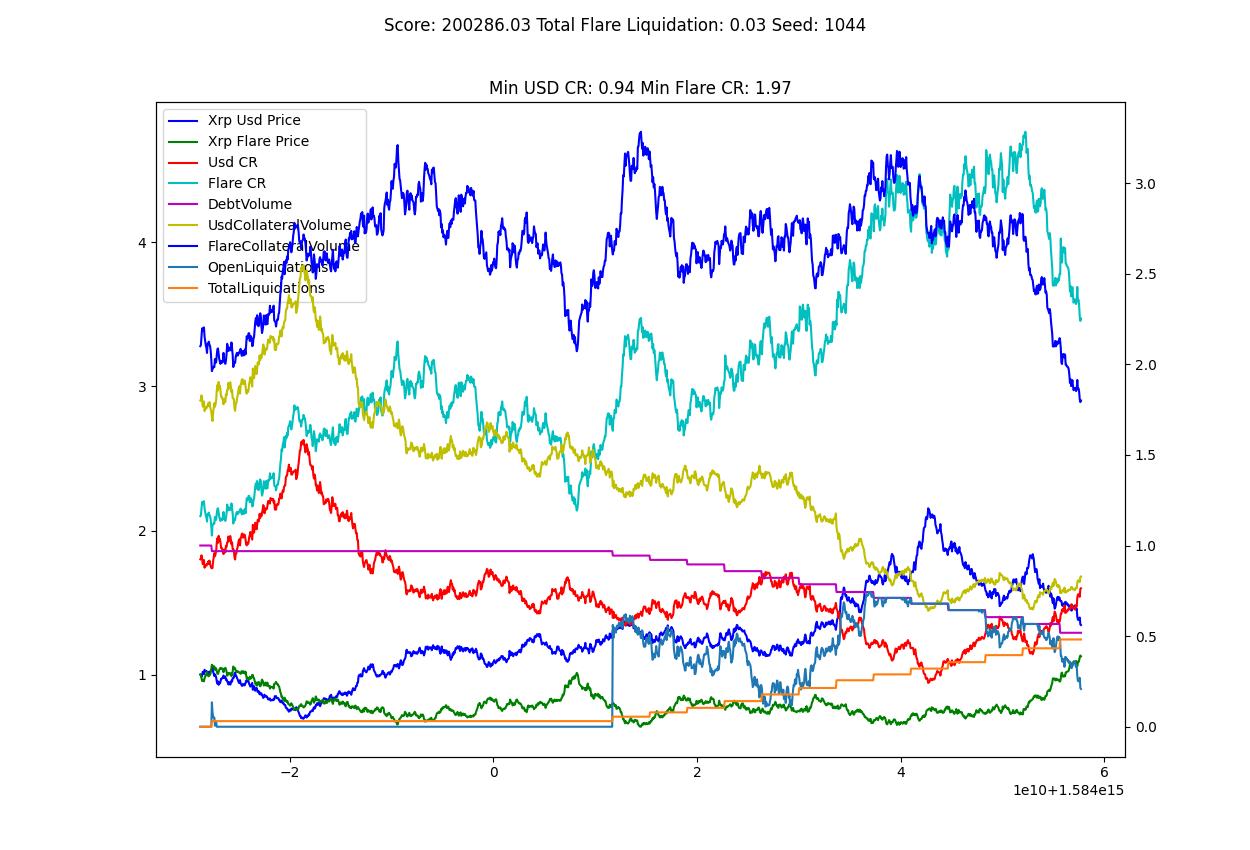 Score: 200286.03 Total Flare Liquidation: 0.03 Seed: 1044
Min USD CR: 0.94 Min Flare CR: 1.97
Xrp Usd Price
Xrp Flare Price
Usd CR
Flare CR
DebtVolume
UsdCollateralVolume
FlareCollateralVolume
OpenLiquidations
TotalLiquidations
4
3
2
1
3.0
2.5
2.0
1.5
1.0
0.5
0.0
−2
0
2
4
6
1e10+1.584e15